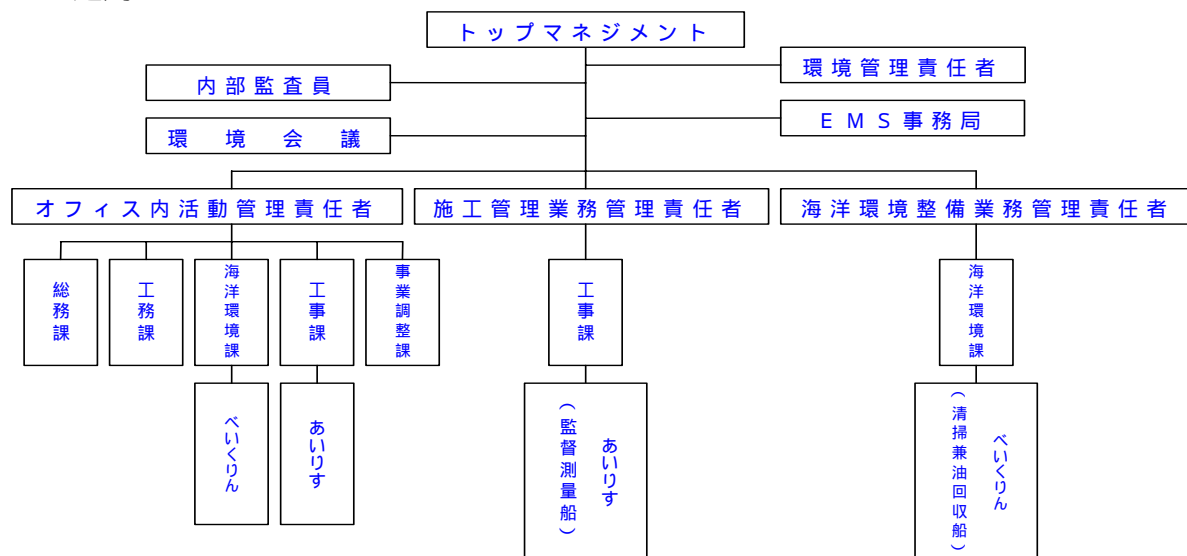 トップマネジメント
環境管理責任者
内部監査員
EMS事務局
環境会議
オフィス内活動管理責任者
施工管理業務管理責任者
海洋環境整備業務管理責任者
総務課
工務課
海洋環境課
工事課
事業調整課
工事課
海洋環境課
べいくりん
あいりす
あいりす
(監督測量船)
べいくりん
(清掃兼油回収船)